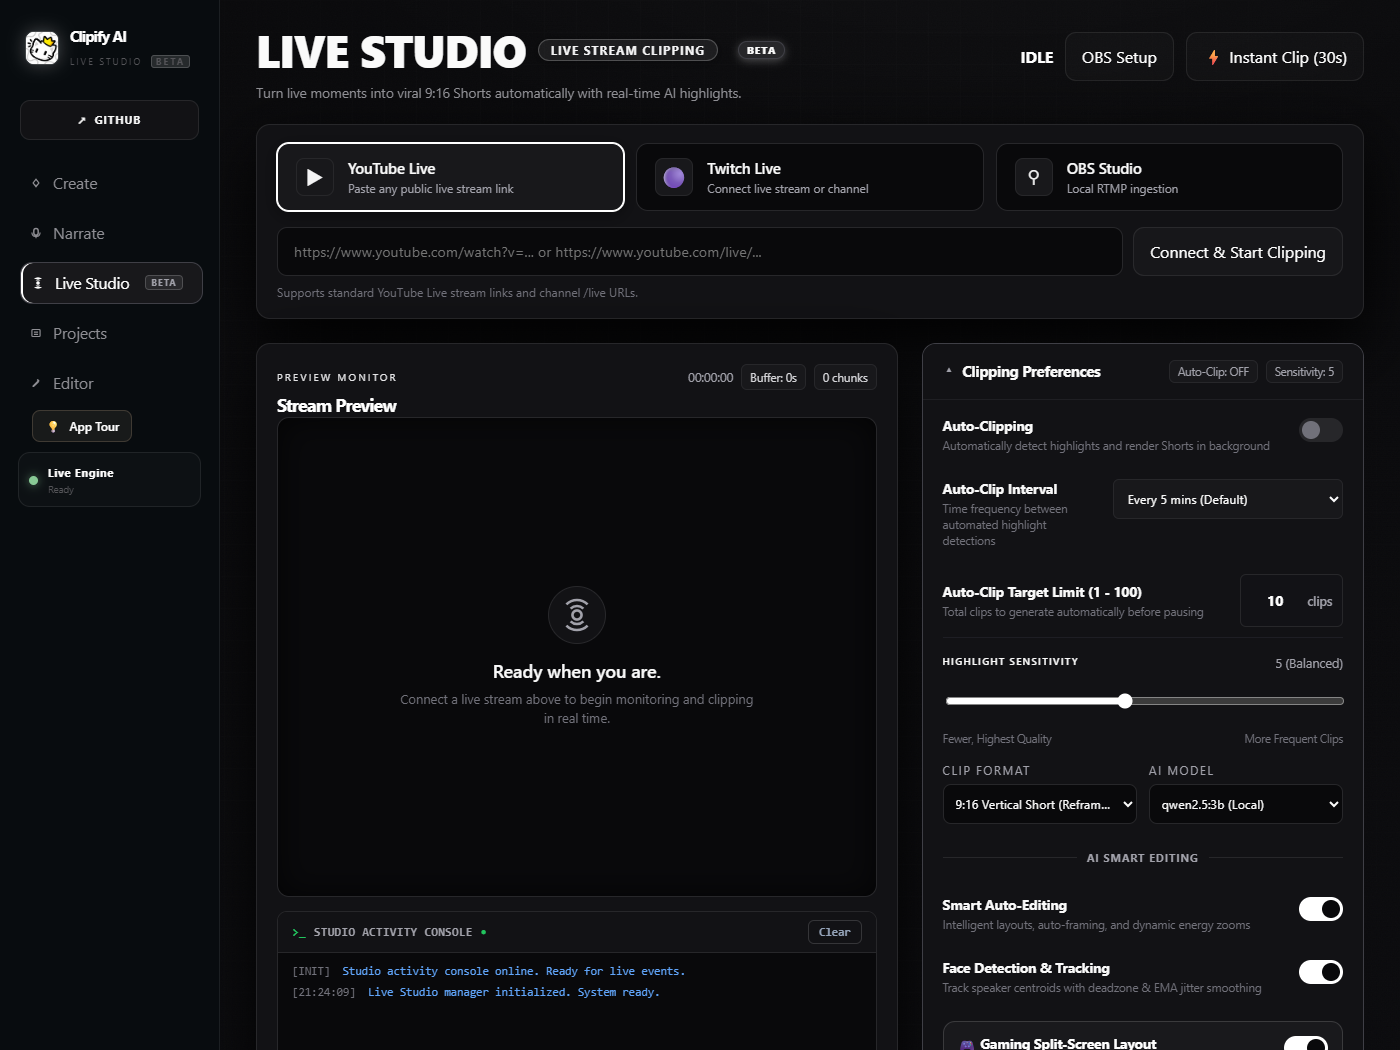 Clipify AI
LIVE STUDIO BETA
↗ GITHUB
Create
Narrate
Live Studio BETA
Projects
Editor
App Tour
Live Engine
Ready
LIVE STUDIO LIVE STREAM CLIPPING BETA
Turn live moments into viral 9:16 Shorts automatically with real-time AI highlights.
IDLE OBS Setup Instant Clip (30s)
YouTube Live
Paste any public live stream link
Twitch Live
Connect live stream or channel
OBS Studio
Local RTMP ingestion
https://www.youtube.com/watch?v=... or https://www.youtube.com/live/...
Connect & Start Clipping
Supports standard YouTube Live stream links and channel /live URLs.
PREVIEW MONITOR
00:00:00 Buffer: 0s 0 chunks
Stream Preview
Ready when you are.
Connect a live stream above to begin monitoring and clipping
in real time.
>_ STUDIO ACTIVITY CONSOLE
Clear
[INIT] Studio activity console online. Ready for live events.
[21:24:09] Live Studio manager initialized. System ready.
Clipping Preferences
Auto-Clip: OFF Sensitivity: 5
Auto-Clipping
Automatically detect highlights and render Shorts in background
Auto-Clip Interval
Time frequency between
automated highlight
detections
Every 5 mins (Default)
Auto-Clip Target Limit (1 - 100)
Total clips to generate automatically before pausing
10 clips
HIGHLIGHT SENSITIVITY
5 (Balanced)
Fewer, Highest Quality
More Frequent Clips
CLIP FORMAT
9:16 Vertical Short (Refram...
AI MODEL
qwen2.5:3b (Local)
AI SMART EDITING
Smart Auto-Editing
Intelligent layouts, auto-framing, and dynamic energy zooms
Face Detection & Tracking
Track speaker centroids with deadzone & EMA jitter smoothing
Gaming Split-Screen Layout